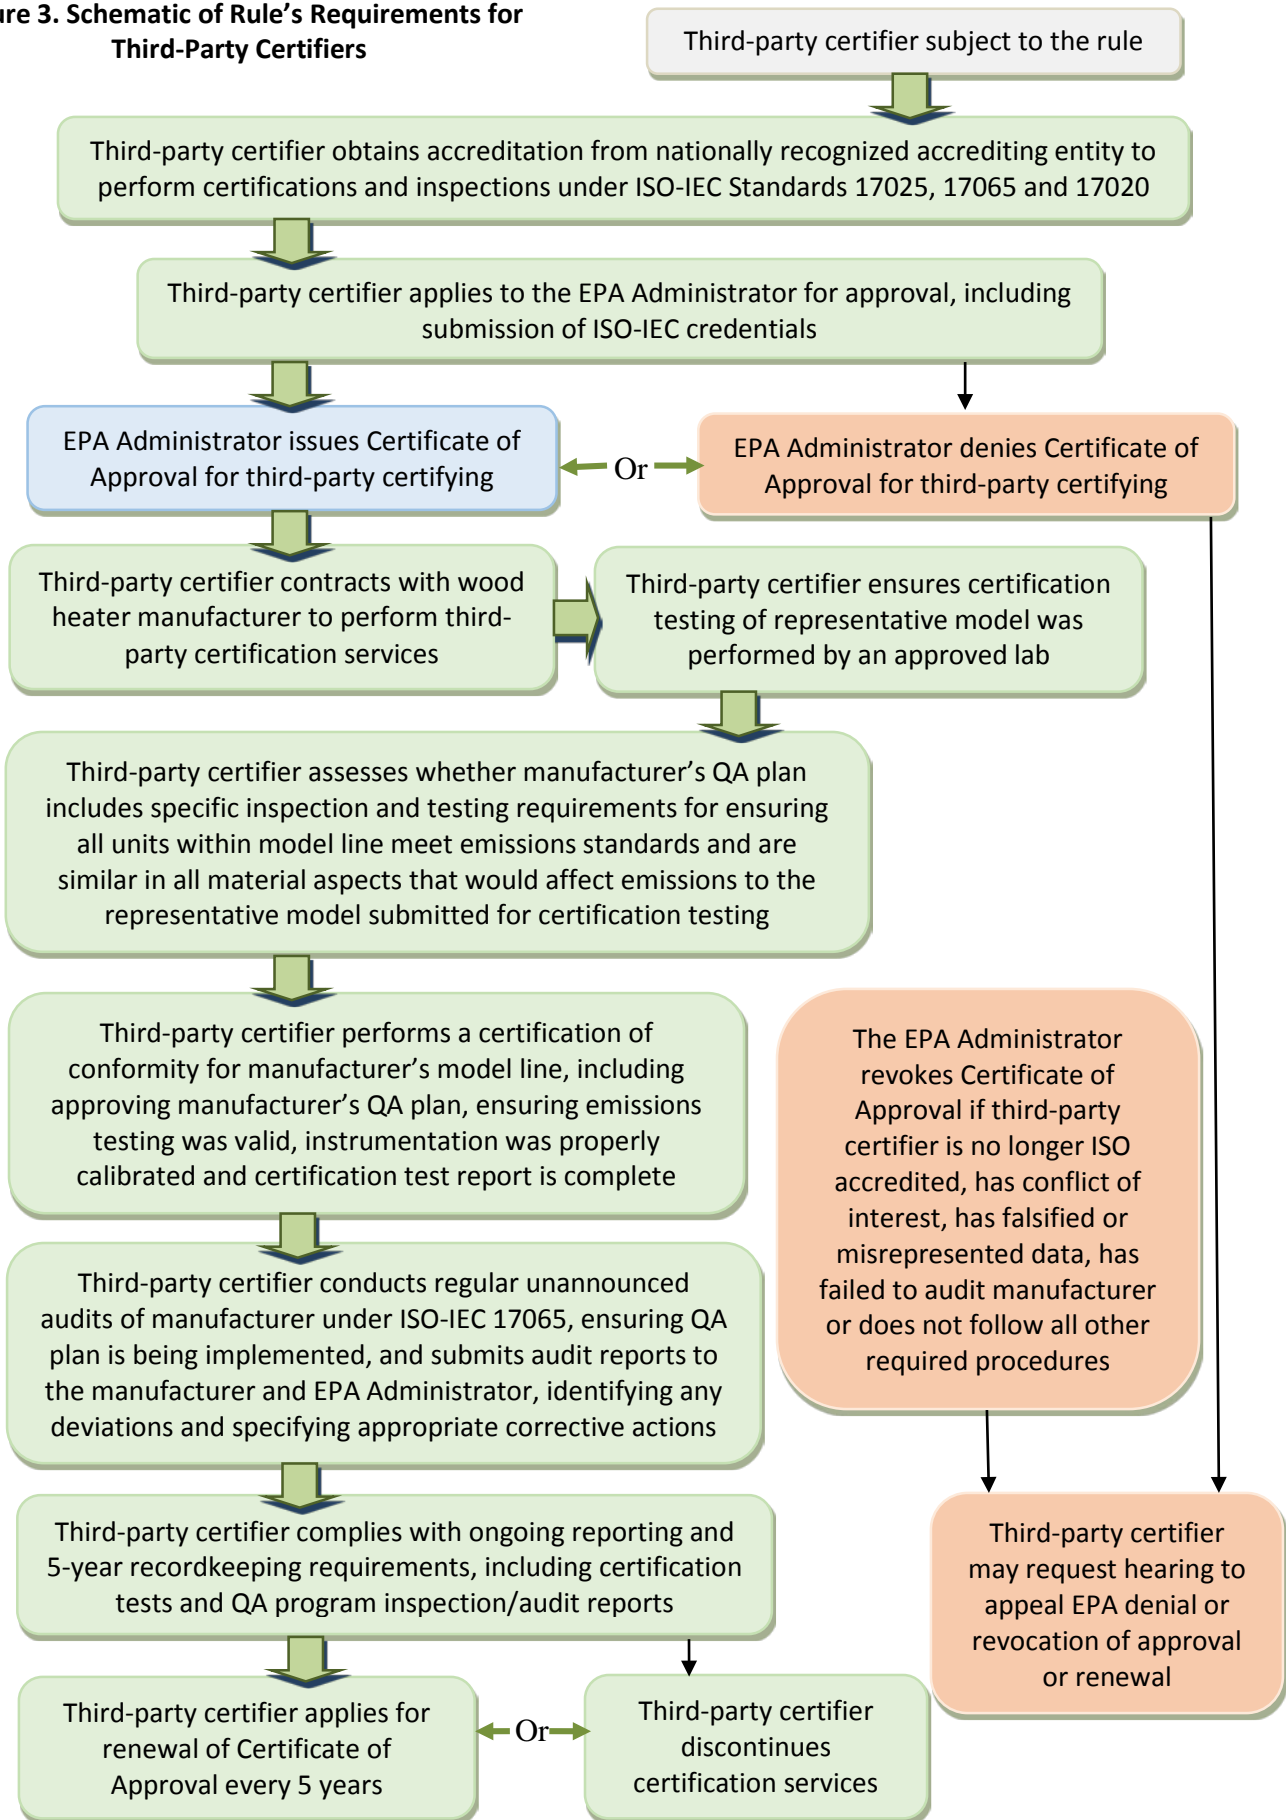 ure 3. Schematic of Rule's Requirements for
Third-Party Certifiers
Third-party certifier subject to the rule
Third-party certifier obtains accreditation from nationally recognized accrediting entity to
perform certifications and inspections under ISO-IEC Standards 17025, 17065 and 17020
Third-party certifier applies to the EPA Administrator for approval, including
submission of ISO-IEC credentials
EPA Administrator issues Certificate of
Approval for third-party certifying
Or
EPA Administrator denies Certificate of
Approval for third-party certifying
Third-party certifier contracts with wood
heater manufacturer to perform third-
party certification services
Third-party certifier ensures certification
testing of representative model was
performed by an approved lab
Third-party certifier assesses whether manufacturer's QA plan
includes specific inspection and testing requirements for ensuring
all units within model line meet emissions standards and are
similar in all material aspects that would affect emissions to the
representative model submitted for certification testing
Third-party certifier performs a certification of
conformity for manufacturer's model line, including
approving manufacturer's QA plan, ensuring emissions
testing was valid, instrumentation was properly
calibrated and certification test report is complete
The EPA Administrator
revokes Certificate of
Approval if third-party
certifier is no longer ISO
accredited, has conflict of
interest, has falsified or
misrepresented data, has
failed to audit manufacturer
or does not follow all other
required procedures
Third-party certifier conducts regular unannounced
audits of manufacturer under ISO-IEC 17065, ensuring QA
plan is being implemented, and submits audit reports to
the manufacturer and EPA Administrator, identifying any
deviations and specifying appropriate corrective actions
Third-party certifier complies with ongoing reporting and
5-year recordkeeping requirements, including certification
tests and QA program inspection/audit reports
Third-party certifier
may request hearing to
appeal EPA denial or
revocation of approval
or renewal
Third-party certifier applies for
renewal of Certificate of
Approval every 5 years
Or
Third-party certifier
discontinues
certification services